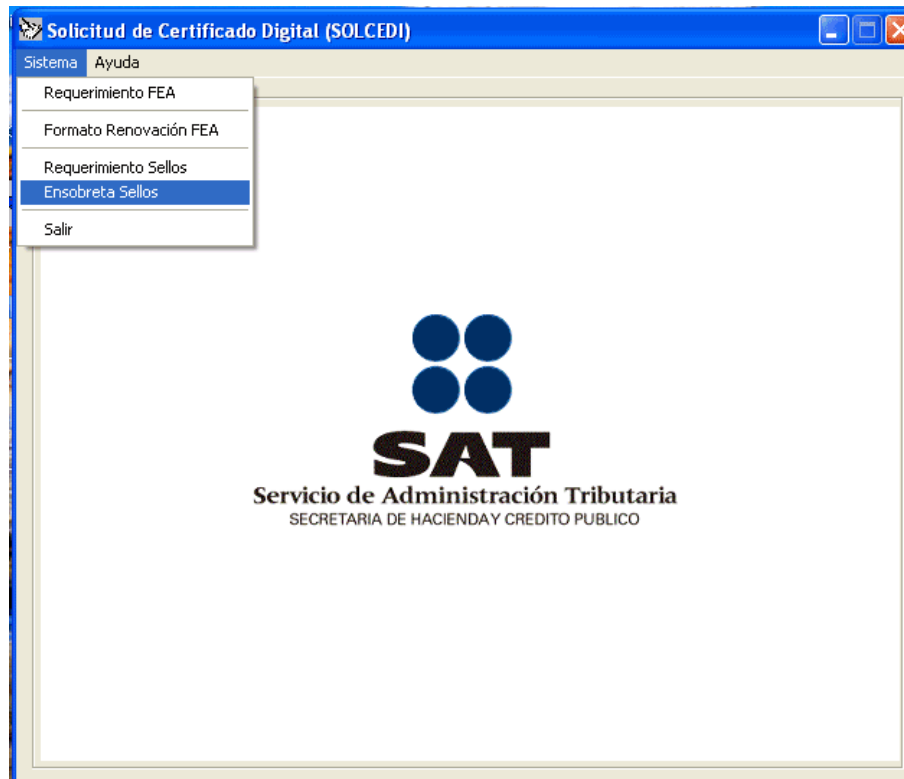 Solicitud de Certificado Digital (SOLCEDI)
Sistema Ayuda
Requerimiento FEA
Formato Renovación FEA
Requerimiento Sellos
Ensobreta Sellos
Salir
SAT
Servicio de Administración Tributaria
SECRETARIA DE HACIENDA Y CREDITO PUBLICO